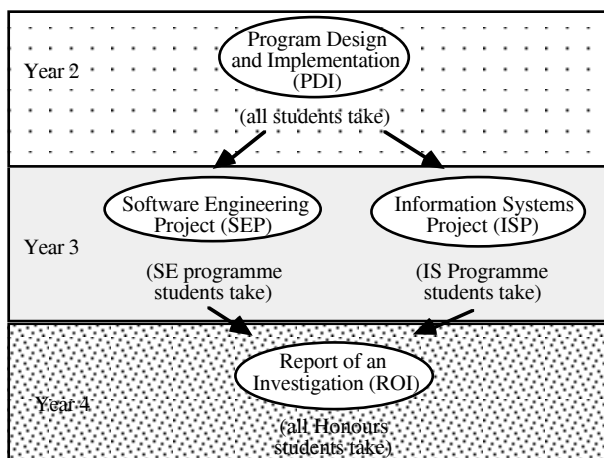 Year 2
Program Design
and Implementation
(PDI)
(all students take)
Year 3
Software Engineering
Project (SEP)
Information Systems
Project (ISP)
(SE programme
students take)
(IS Programme
students take)
Year 4
Report of an
Investigation (ROI)
(all Honours
students take)